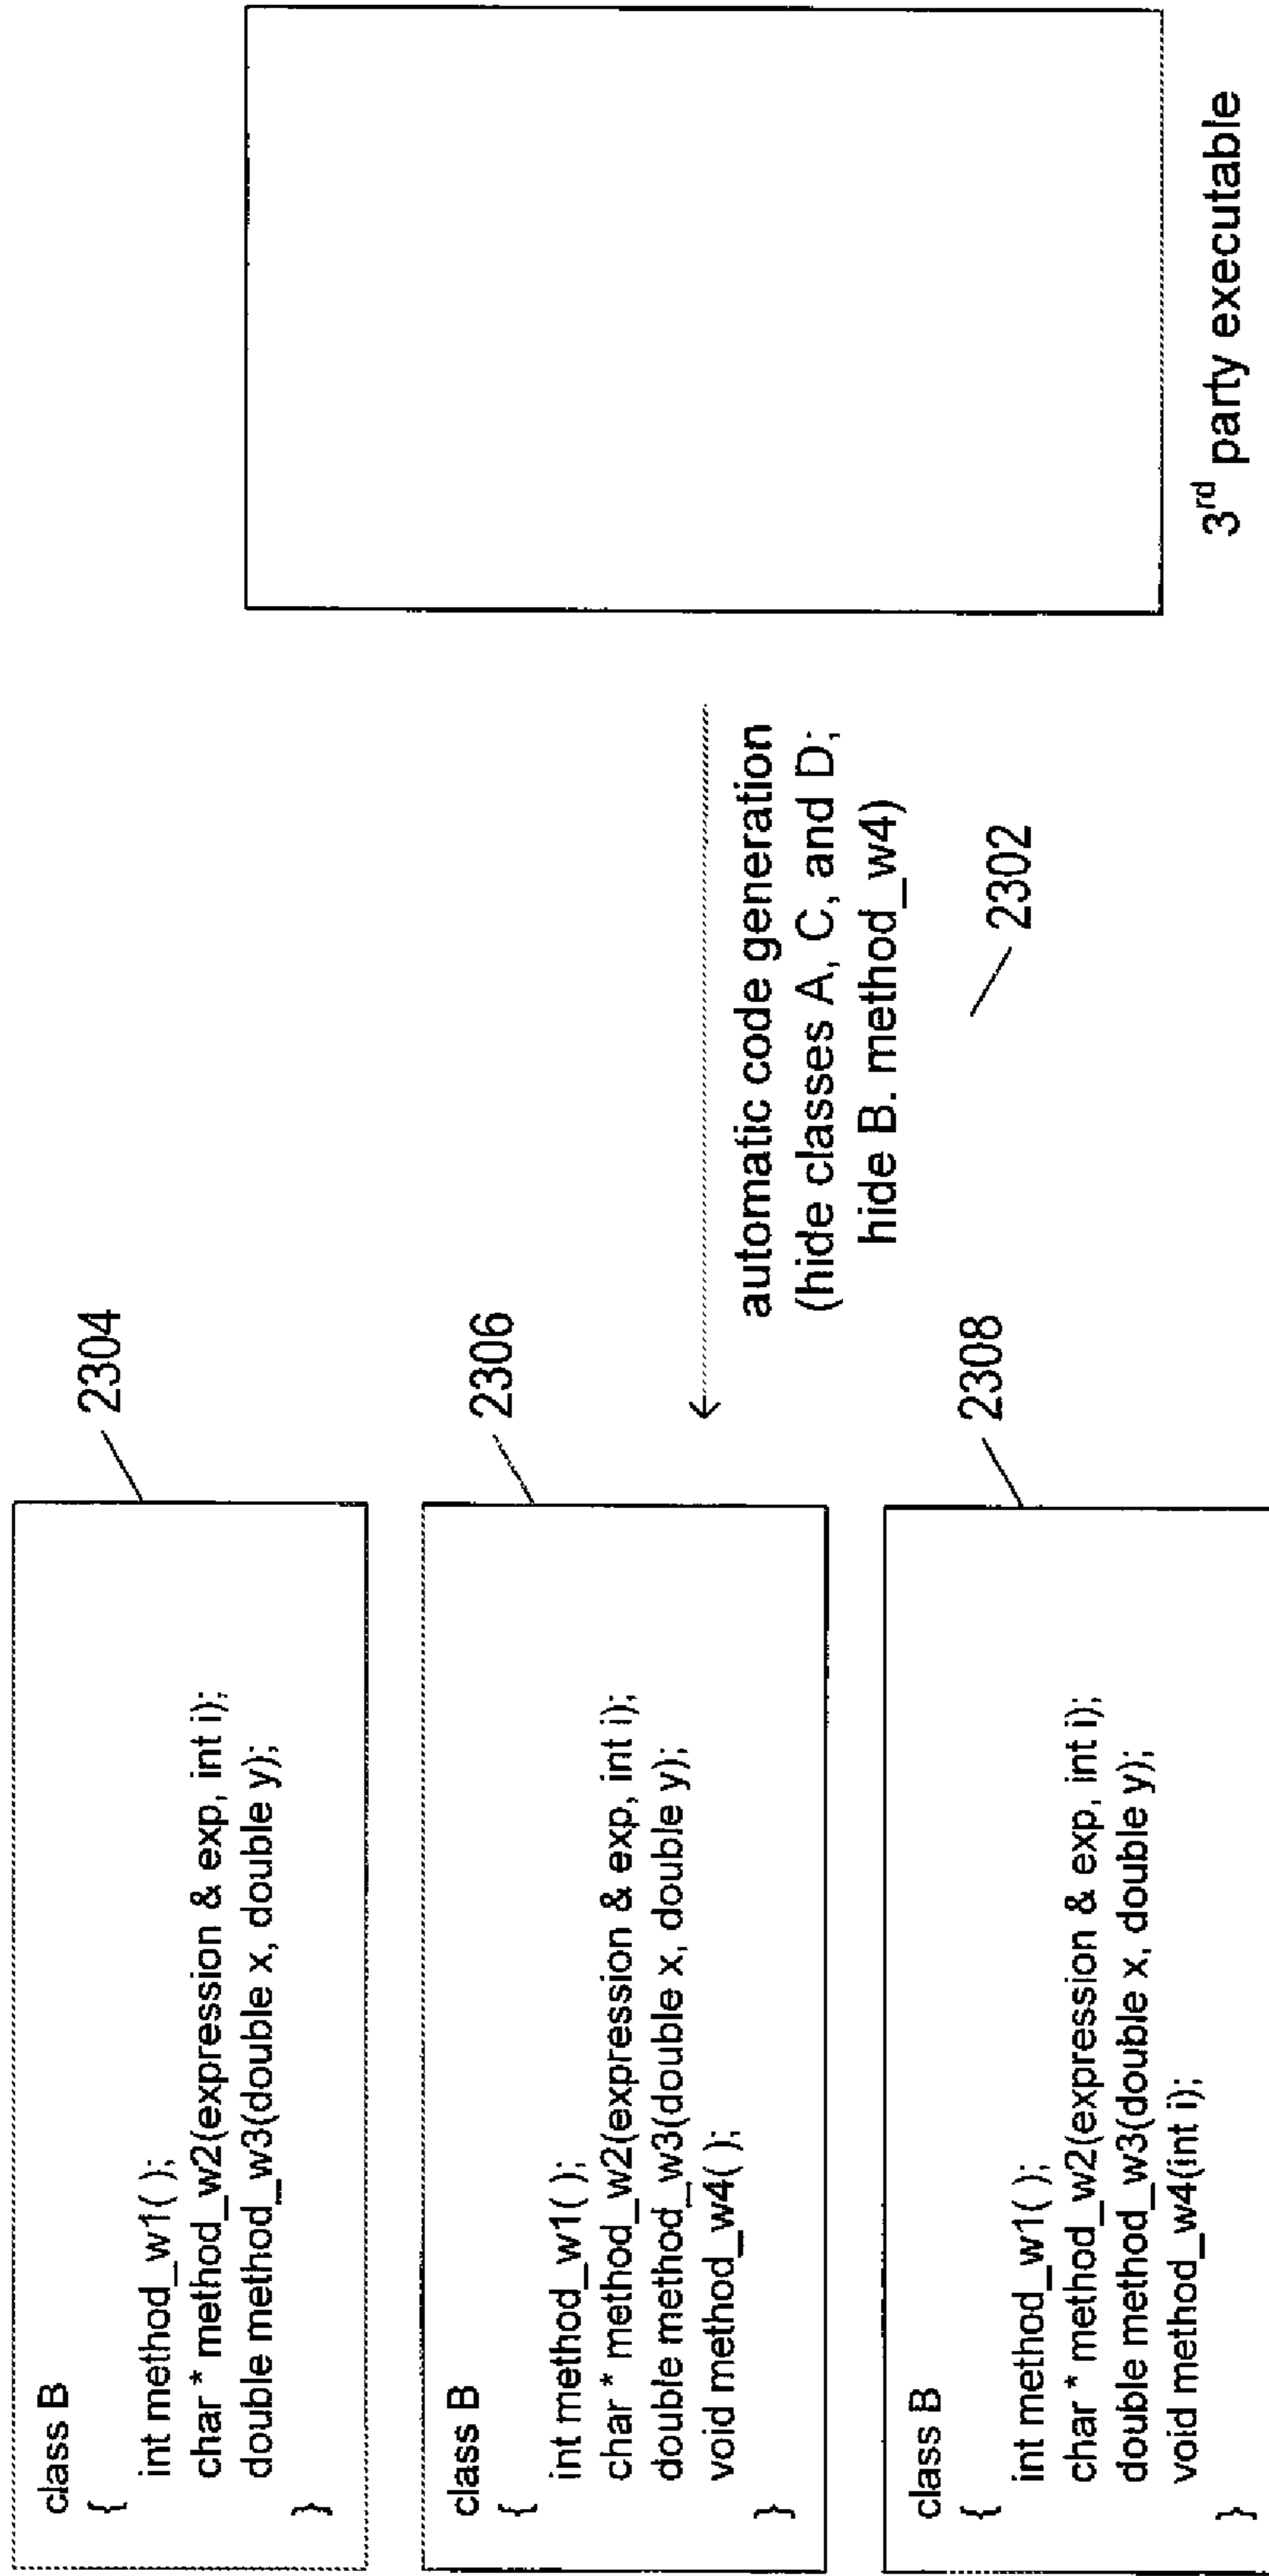 class B
{
int method_w1( );
char * method_w2(expression & exp, int i);
double method_w3(double x, double y);
}
2304
class B
{
int method_w1( );
char * method_w2(expression & exp, int i);
double method_w3(double x, double y);
void method_w4( );
}
2306
class B
{
int method_w1( );
char * method_w2(expression & exp, int i);
double method_w3(double x, double y);
void method_w4(int i);
}
2308
automatic code generation
(hide classes A, C, and D;
hide B. method_w4)
2302
3rd party executable